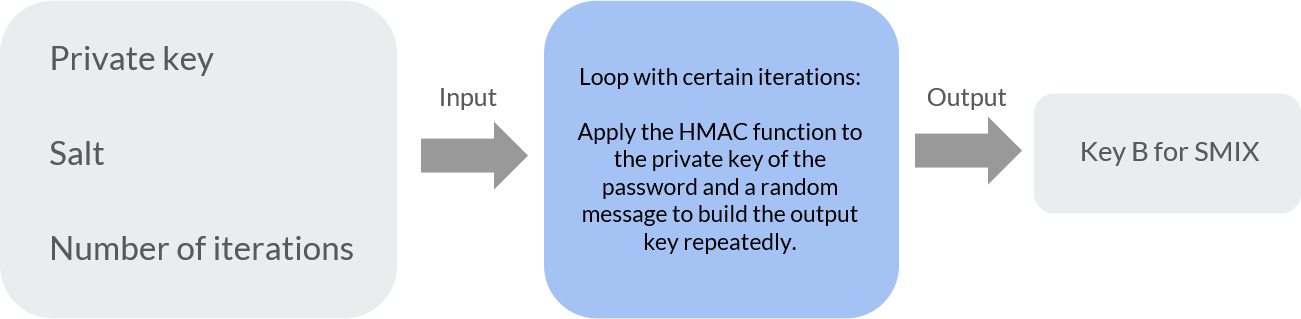 Private key
Salt
Number of iterations
Input
Loop with certain iterations:
Apply the HMAC function to
the private key of the
password and a random
message to build the output
key repeatedly.
Output
Key B for SMIX